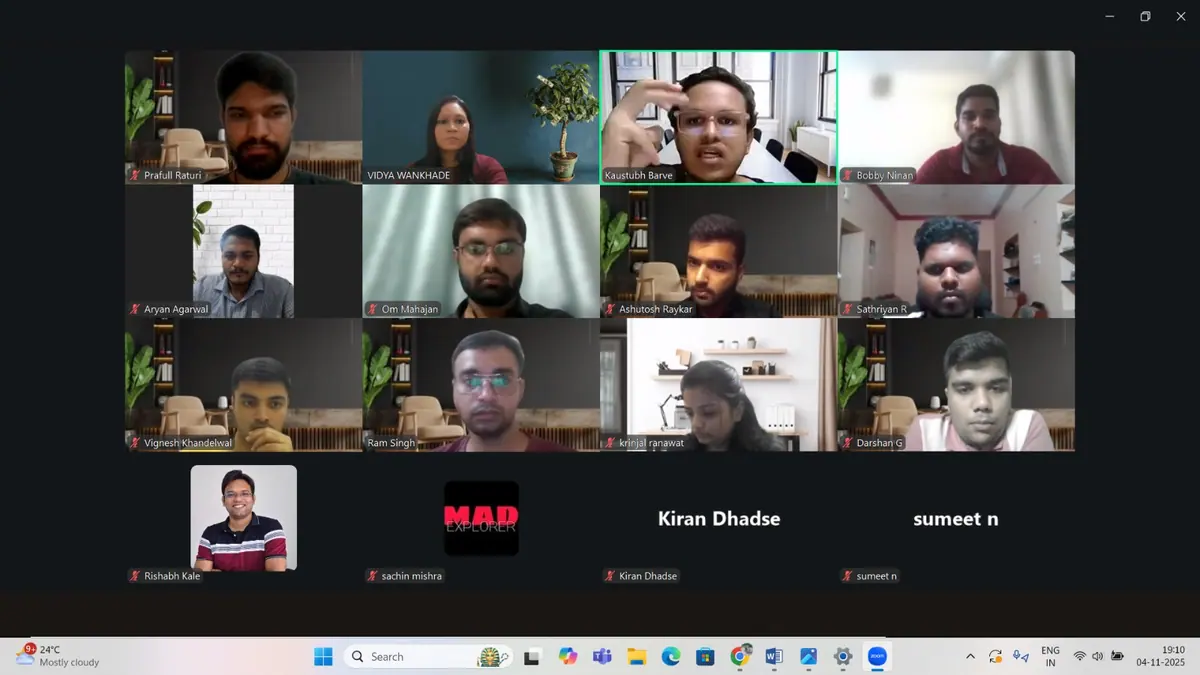 Prafull Raturi
VIDYA WANKHADE
Kaustubh Barve
Bobby Ninan
Aryan Agarwal
Om Mahajan
Ashutosh Raykar
Sathriyan R
Vignesh Khandelwal
Ram Singh
krinjal ranawat
Darshan G
MAD
EXPLORER
Kiran Dhadse
sumeet n
Rishabh Kale
sachin mishra
Kiran Dhadse
sumeet n
9+
24°C
Mostly cloudy
Search
zoom
ENG
IN
19:10
04-11-2025